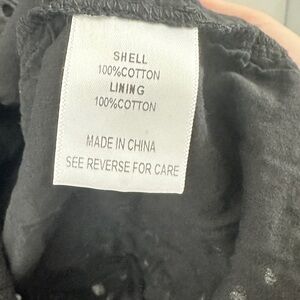 SHELL
100%COTTON
LINING
100%COTTON
MADE IN CHINA
SEE REVERSE FOR CARE